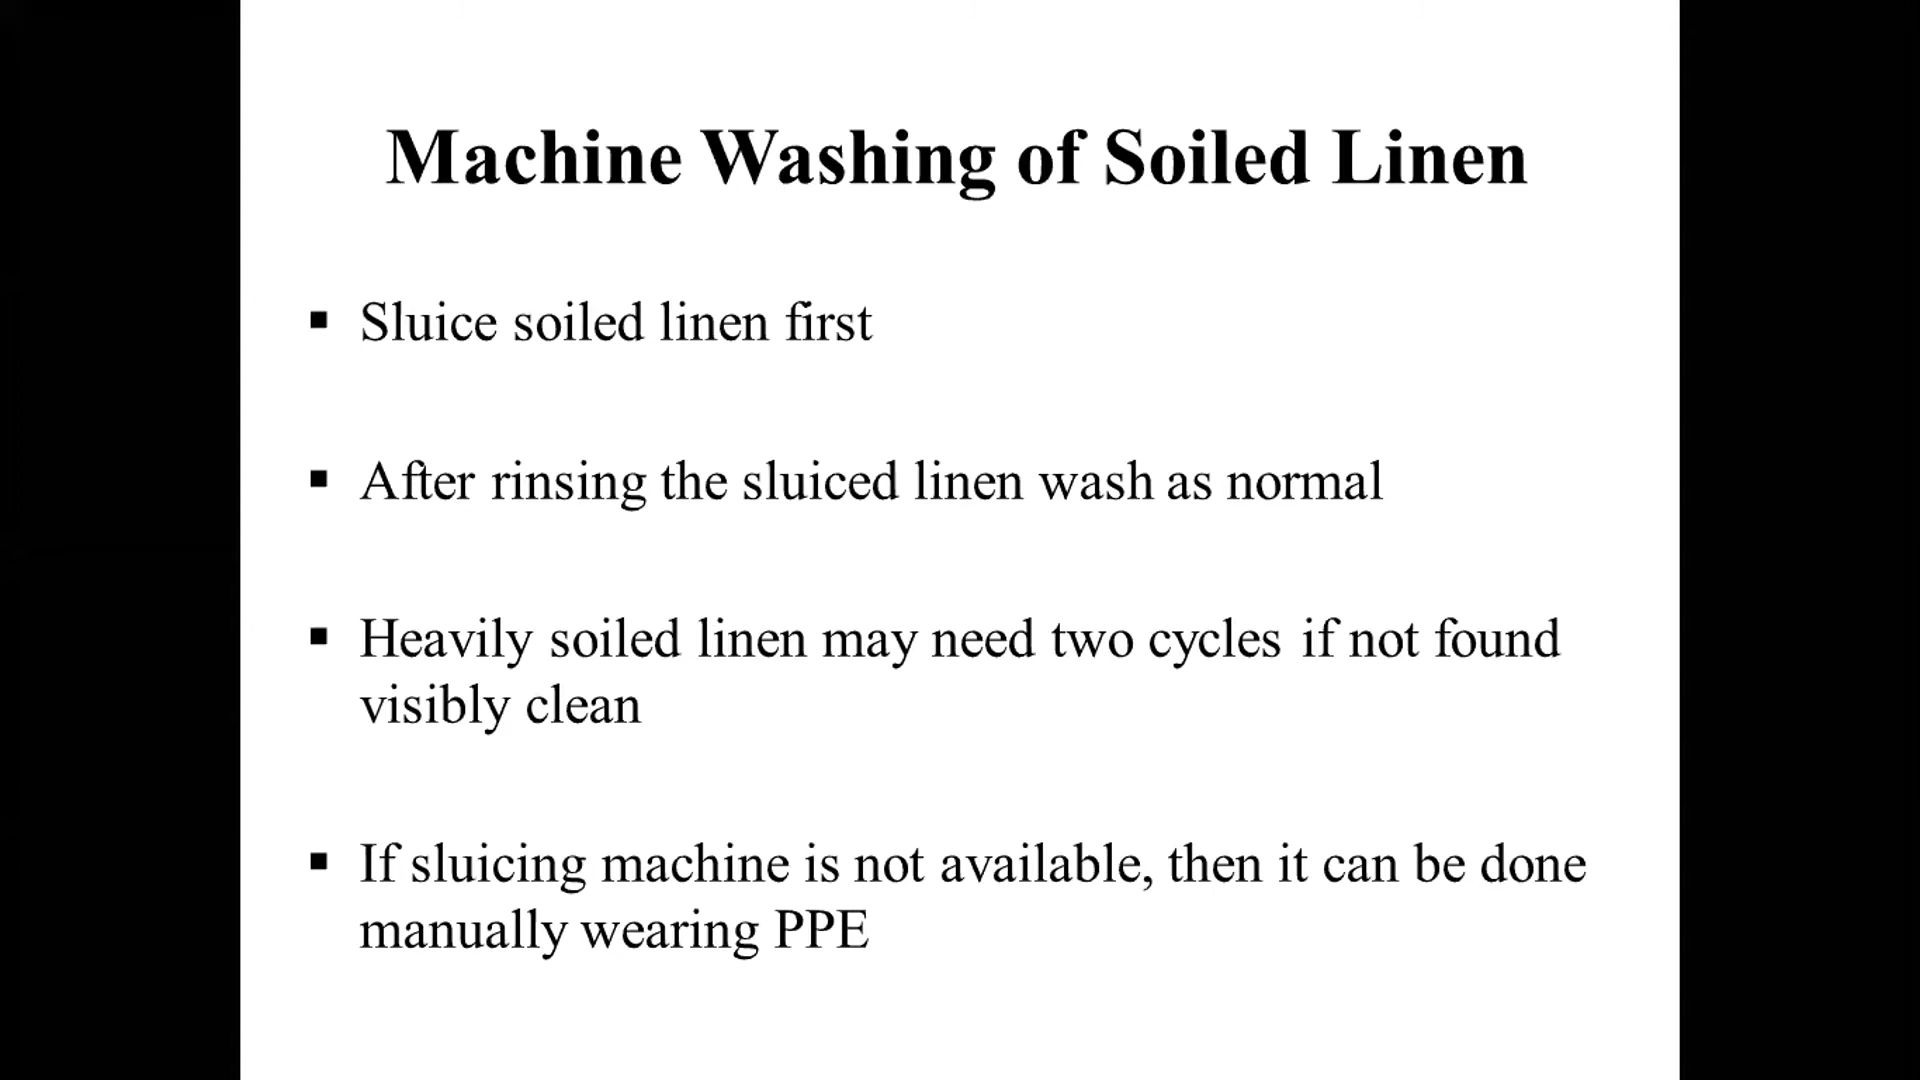 Machine Washing of Soiled Linen
▪ Sluice soiled linen first
▪ After rinsing the sluiced linen wash as normal
▪ Heavily soiled linen may need two cycles if not found
visibly clean
▪ If sluicing machine is not available, then it can be done
manually wearing PPE